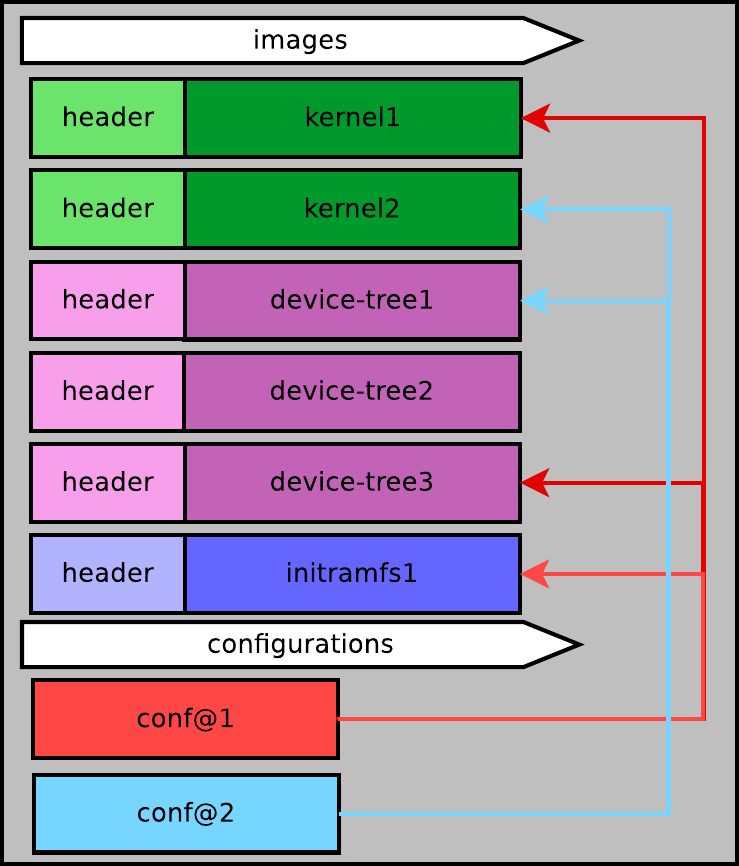 images
header kernel1
header kernel2
header device-tree1
header device-tree2
header device-tree3
header initramfs1
configurations
conf@1
conf@2